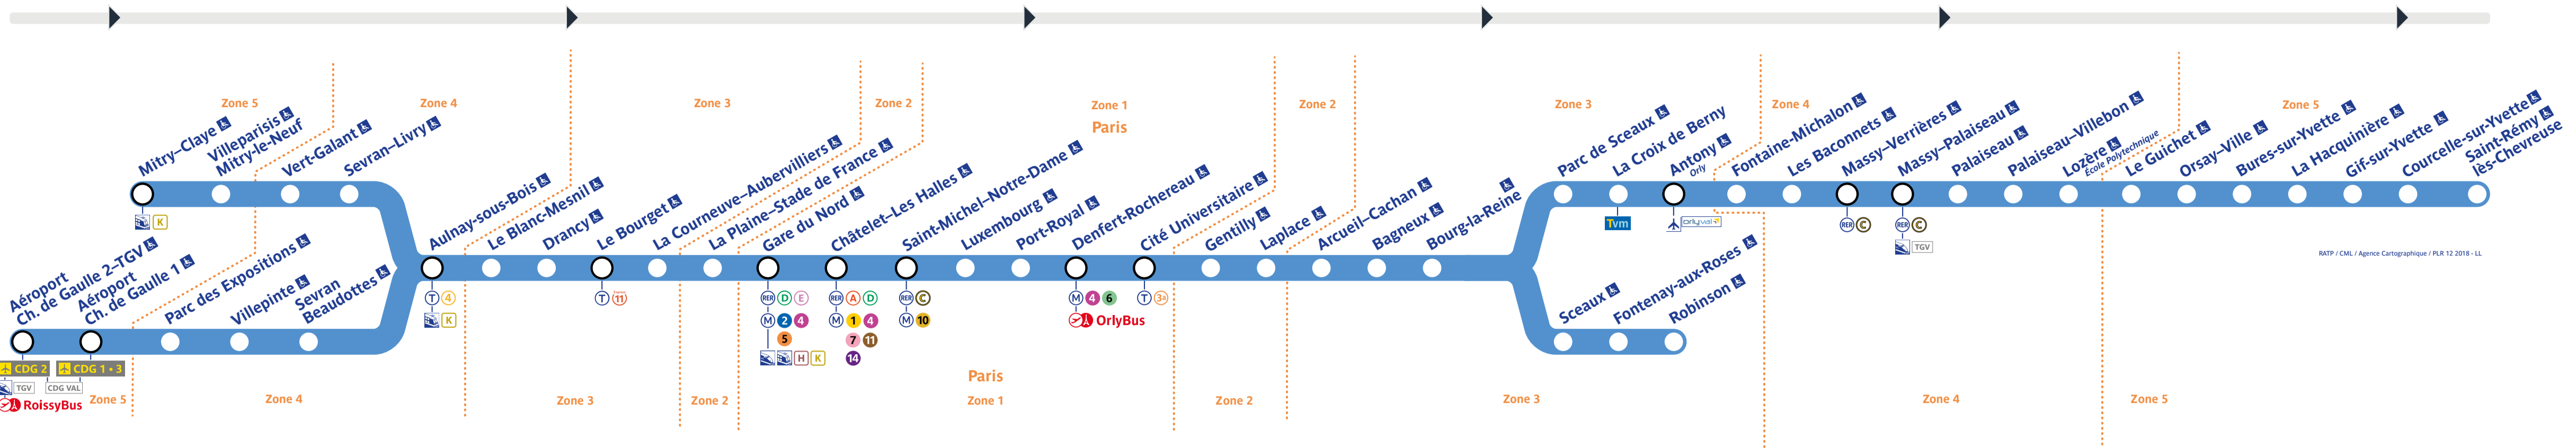 Zone 5
Zone 4
Zone 3
Zone 2
Zone 1
Paris
Zone 2
Zone 3
Zone 4
Zone 5
Mitry–Claye
Villeparisis
Mitry-le-Neuf
Vert-Galant
Sevran–Livry
K
Aéroport
Ch. de Gaulle 2–TGV
Aéroport
Ch. de Gaulle 1
Parc des Expositions
Villepinte
Sevran
Beaudottes
CDG 2
CDG 1 • 3
TGV
CDG VAL
RoissyBus
Aulnay-sous-Bois
T 4
K
Le Blanc-Mesnil
Drancy
Le Bourget
T 11
La Courneuve–Aubervilliers
La Plaine–Stade de France
Gare du Nord
RER D E
M 2 4
5
H K
Châtelet–Les Halles
RER A D
M 1 4
7 11
14
Saint-Michel–Notre-Dame
RER C
M 10
Luxembourg
Port-Royal
Denfert-Rochereau
M 4 6
OrlyBus
Cité Universitaire
T 3a
Gentilly
Laplace
Arcueil–Cachan
Bagneux
Bourg-la-Reine
Parc de Sceaux
La Croix de Berny
Tvm
Antony
Orly
orlyval
Fontaine-Michalon
Les Baconnets
Massy–Verrières
RER C
Massy–Palaiseau
RER C
TGV
Palaiseau
Palaiseau–Villebon
Lozère
École Polytechnique
Le Guichet
Orsay–Ville
Bures-sur-Yvette
La Hacquinière
Gif-sur-Yvette
Courcelle-sur-Yvette
Saint-Rémy
lès-Chevreuse
Sceaux
Fontenay-aux-Roses
Robinson
RATP / CML / Agence Cartographique / PLR 12 2018 - LL
Zone 5
Zone 4
Zone 3
Zone 2
Paris
Zone 1
Zone 2
Zone 3
Zone 4
Zone 5